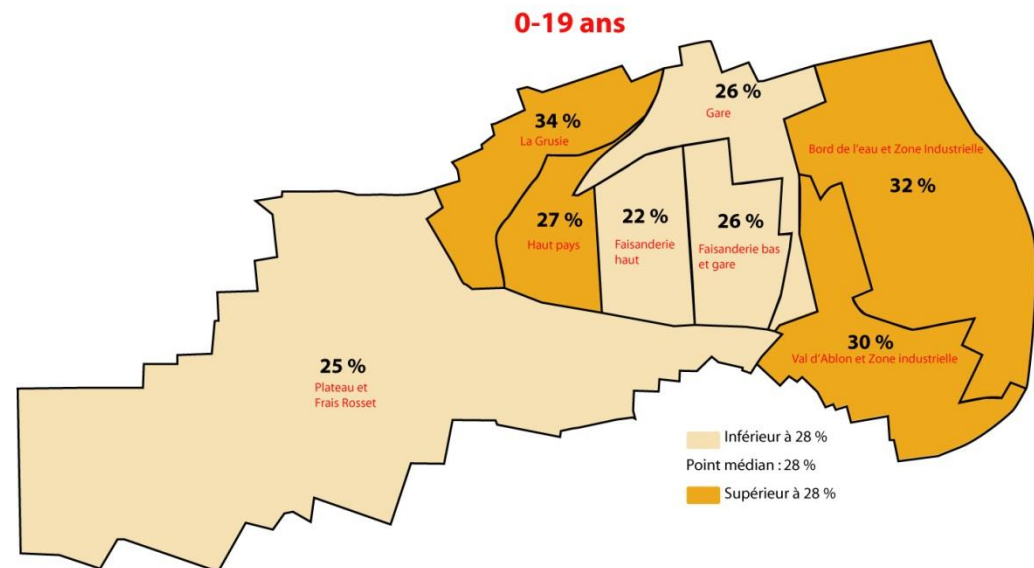 0-19 ans
26 %
Gare
34 %
La Grusie
Bord de l'eau et Zone Industrielle
32 %
27 %
Haut pays
22 %
Faisanderie
haut
26 %
Faisanderie bas
et gare
30 %
Val d'Ablon et Zone industrielle
25 %
Plateau et
Frais Rosset
Inférieur à 28 %
Point médian : 28 %
Supérieur à 28 %